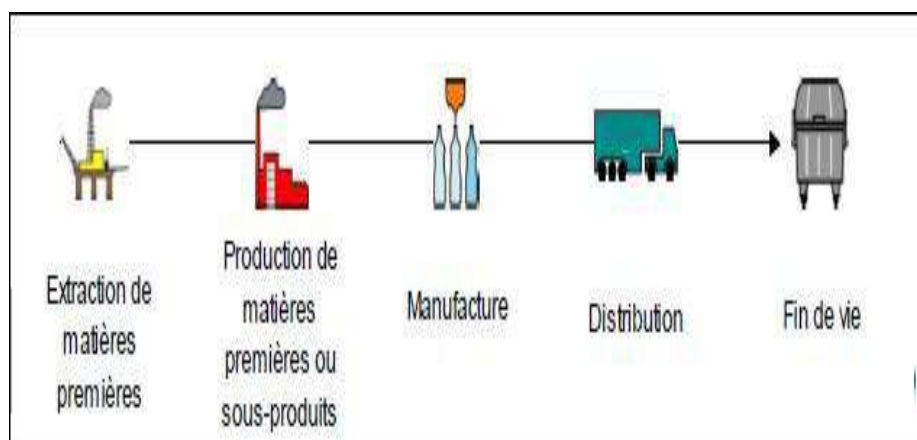 Extraction de
matières
premières
Production de
matières
premières ou
sous-produits
Manufacture
Distribution
Fin de vie